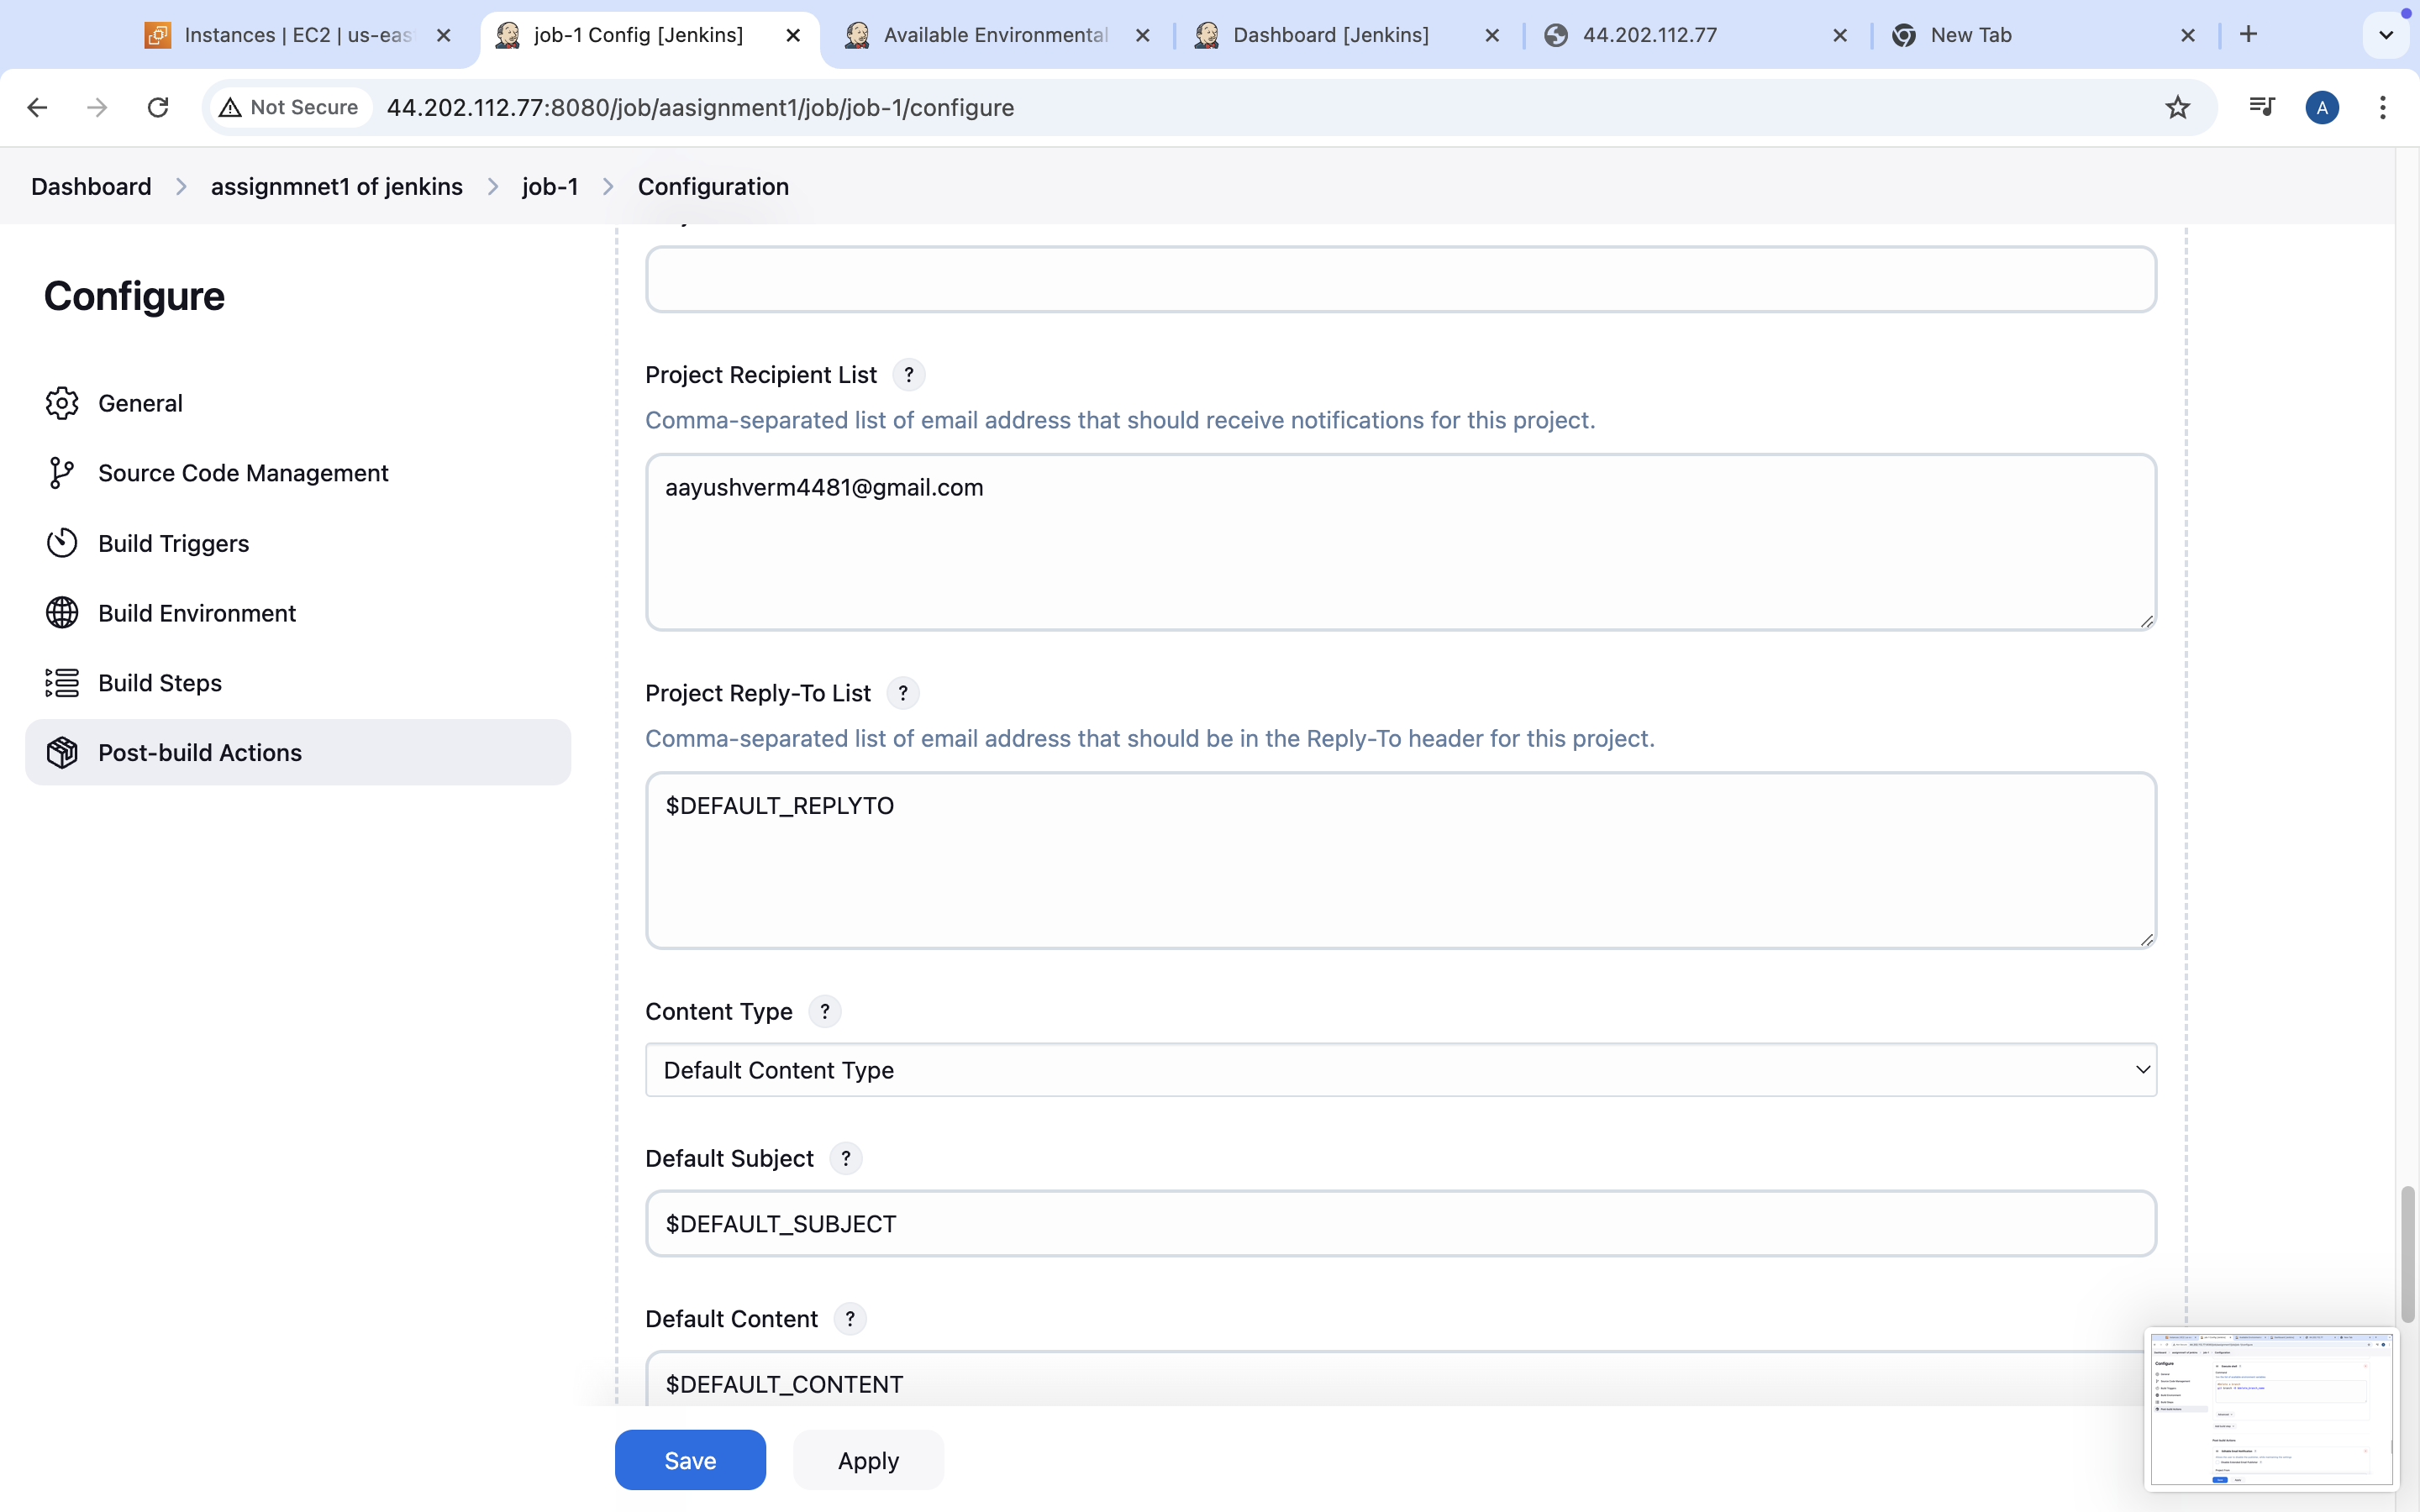 Instances | EC2 | us-eas
job-1 Config [Jenkins]
Available Environmental
Dashboard [Jenkins]
44.202.112.77
New Tab
Not Secure
44.202.112.77:8080/job/aasignment1/job/job-1/configure
A
Dashboard
assignmnet1 of jenkins
job-1
Configuration
Configure
General
Source Code Management
Build Triggers
Build Environment
Build Steps
Post-build Actions
Project Recipient List ?
Comma-separated list of email address that should receive notifications for this project.
aayushverm4481@gmail.com
Project Reply-To List ?
Comma-separated list of email address that should be in the Reply-To header for this project.
$DEFAULT_REPLYTO
Content Type ?
Default Content Type
Default Subject ?
$DEFAULT_SUBJECT
Default Content ?
$DEFAULT_CONTENT
Save
Apply